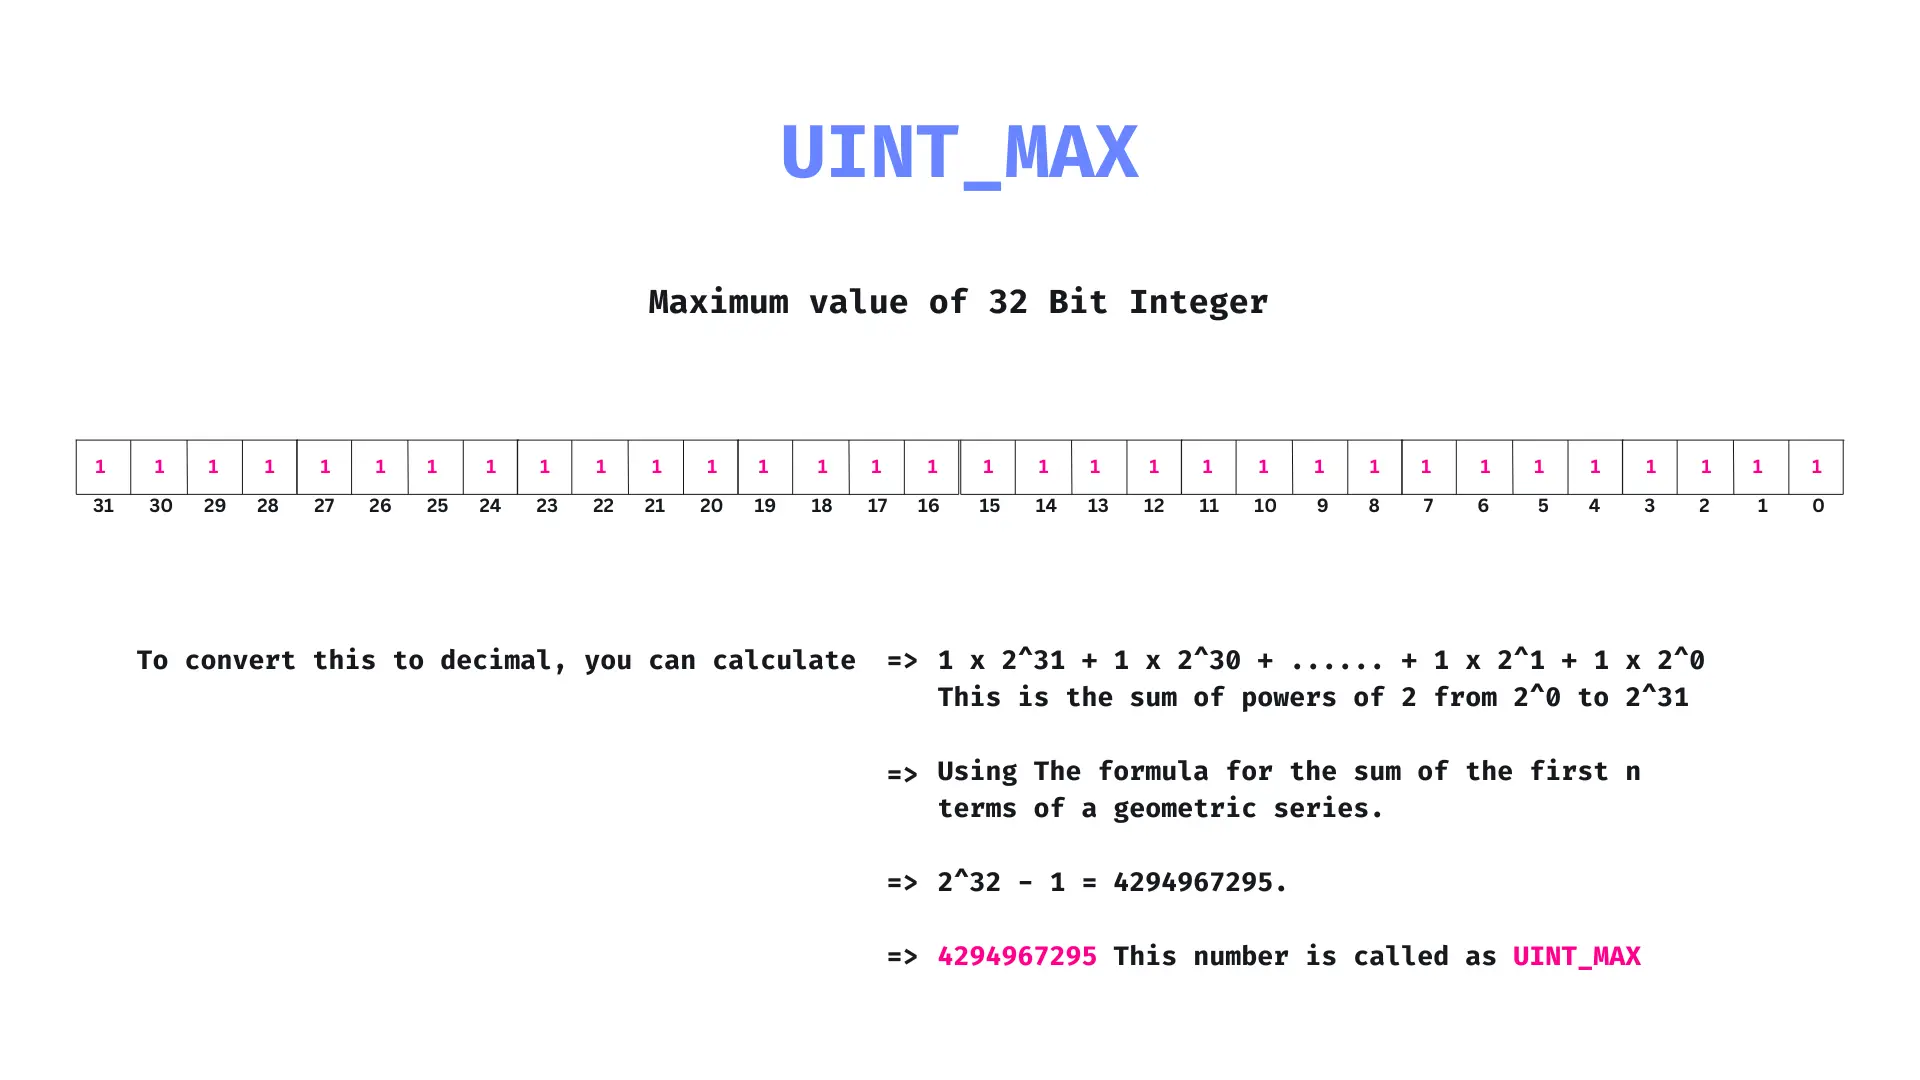 UINT_MAX
Maximum value of 32 Bit Integer
1 1 1 1 1 1 1 1 1 1 1 1 1 1 1 1 1 1 1 1 1 1 1 1 1 1 1 1 1 1 1 1
31 30 29 28 27 26 25 24 23 22 21 20 19 18 17 16 15 14 13 12 11 10 9 8 7 6 5 4 3 2 1 0
To convert this to decimal, you can calculate => 1 x 2^31 + 1 x 2^30 + ...... + 1 x 2^1 + 1 x 2^0
This is the sum of powers of 2 from 2^0 to 2^31
=> Using The formula for the sum of the first n
terms of a geometric series.
=> 2^32 - 1 = 4294967295.
=> 4294967295 This number is called as UINT_MAX